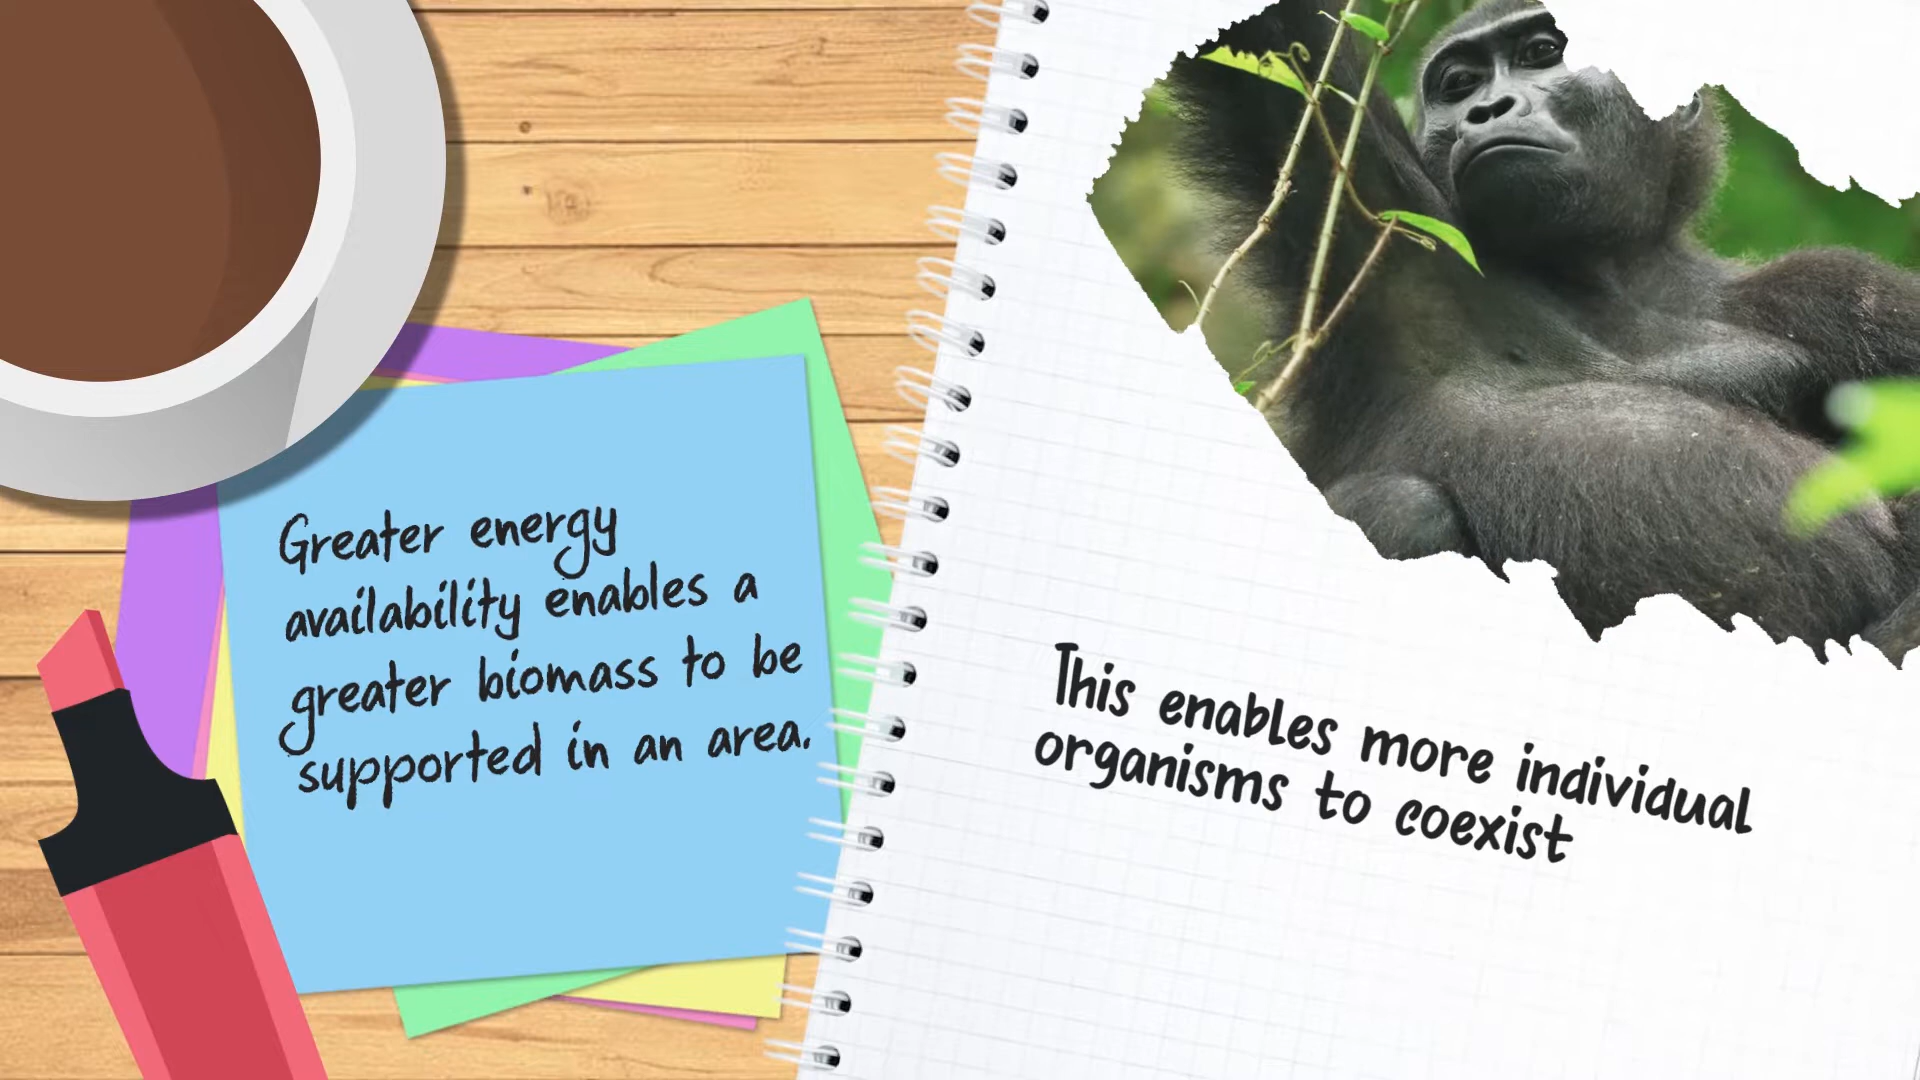 Greater energy
availability enables a
greater biomass to be
supported in an area.
This enables more individual
organisms to coexist